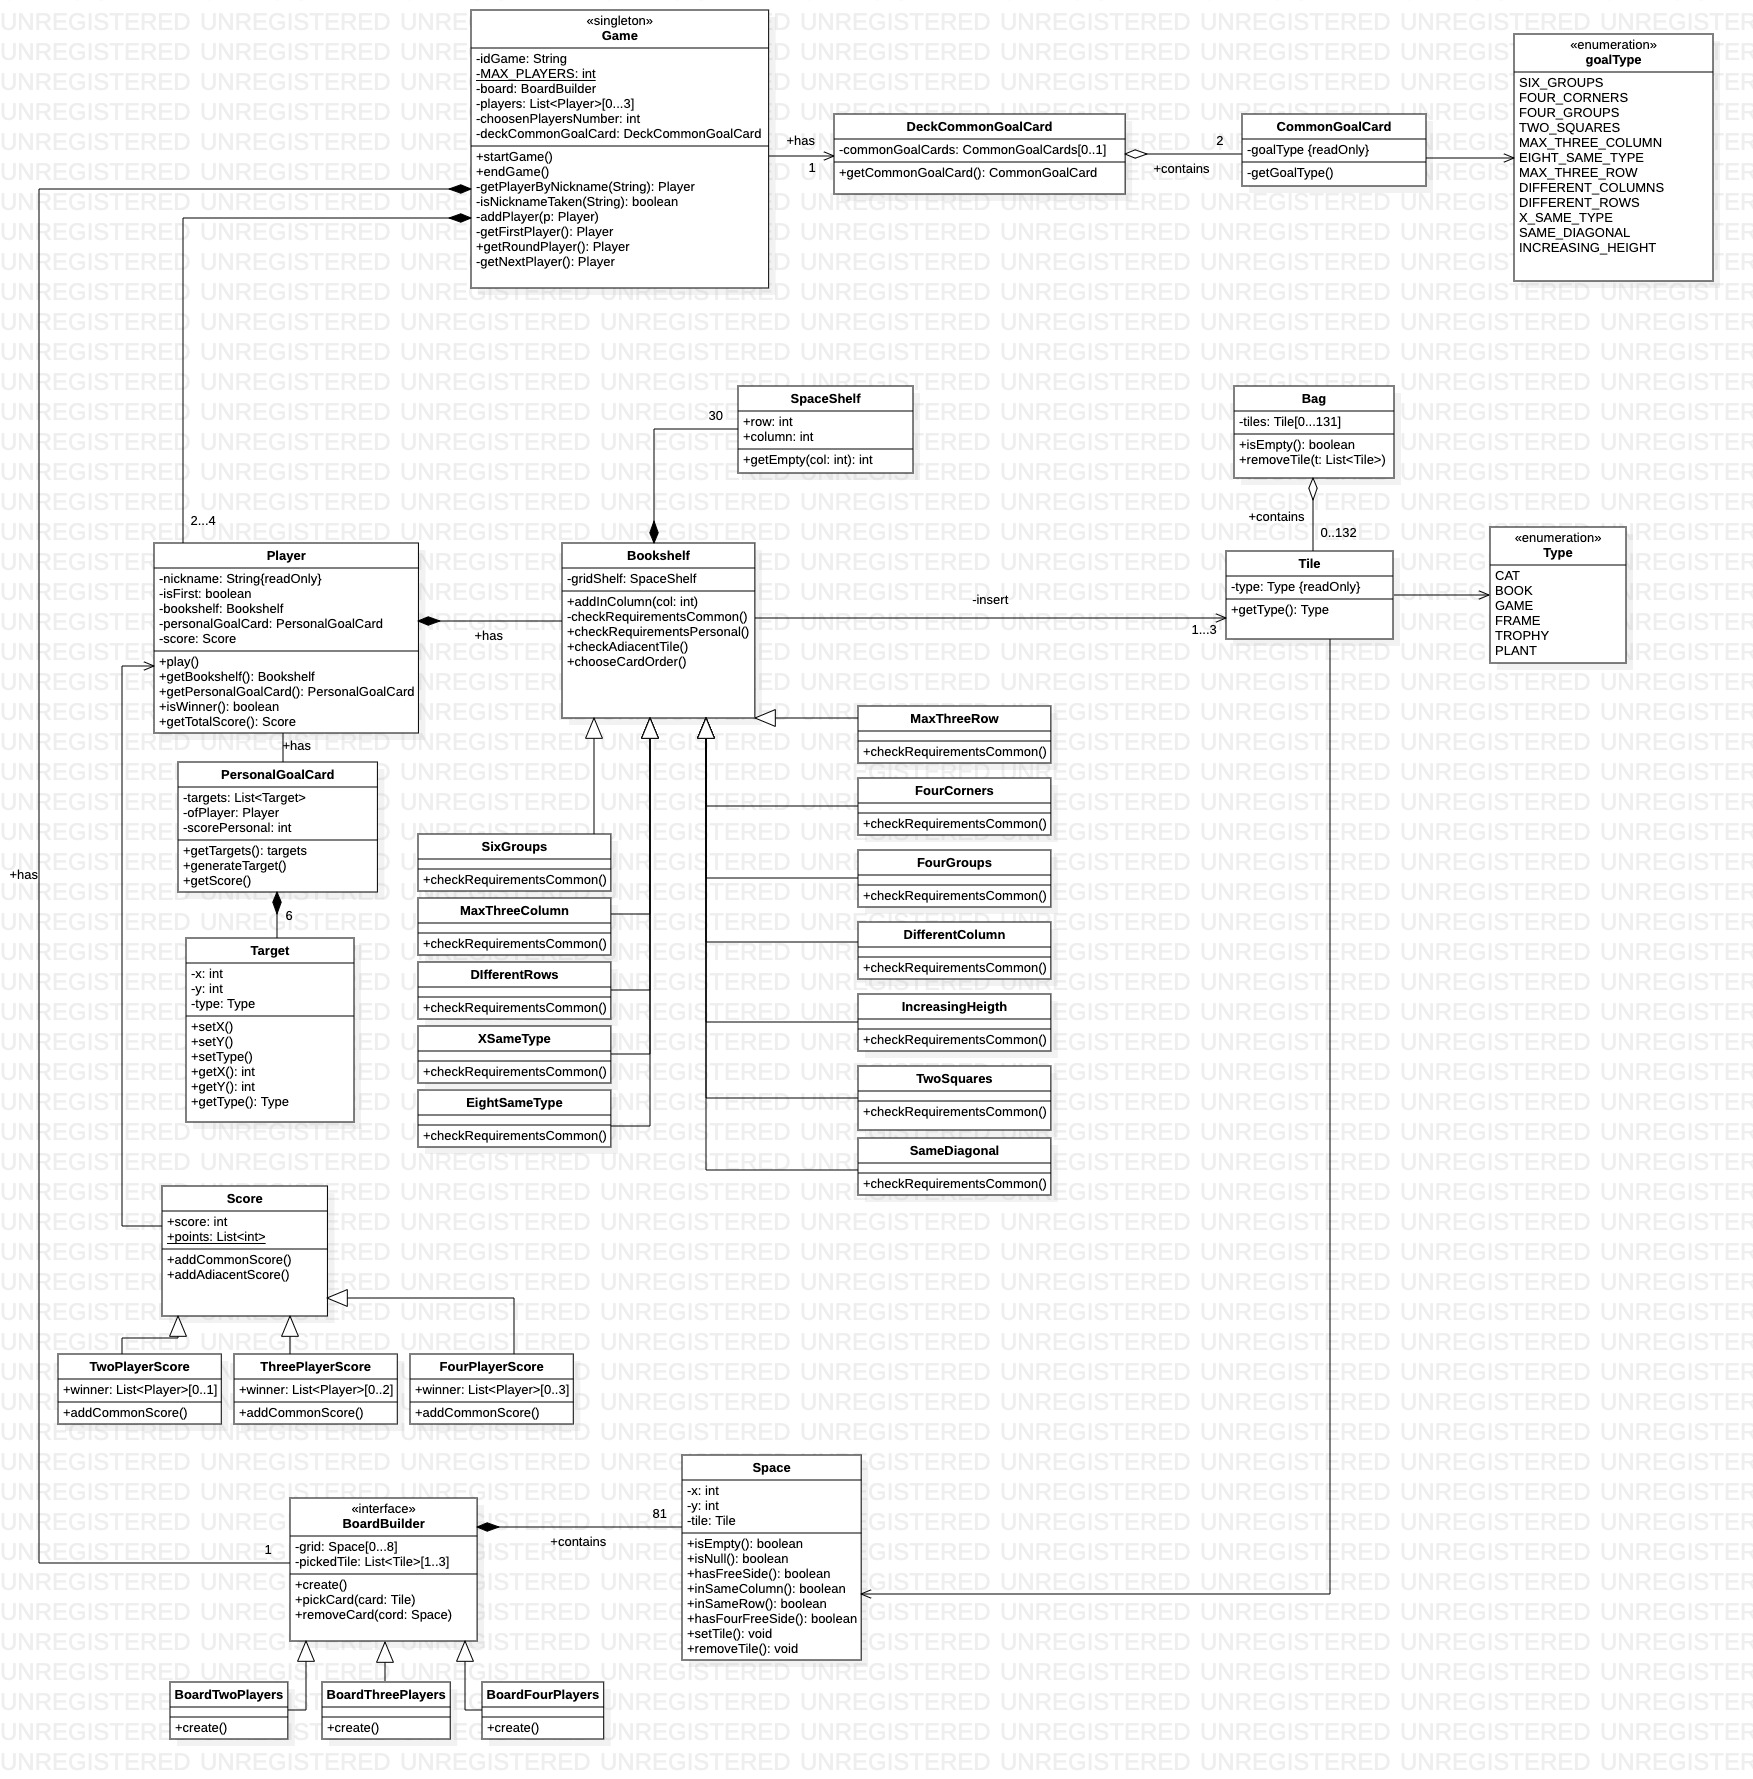 «singleton»
Game
-idGame: String
-MAX_PLAYERS: int
-board: BoardBuilder
-players: List<Player>[0...3]
-choosenPlayersNumber: int
-deckCommonGoalCard: DeckCommonGoalCard
+startGame()
+endGame()
-getPlayerByNickname(String): Player
-isNicknameTaken(String): boolean
-addPlayer(p: Player)
-getFirstPlayer(): Player
+getRoundPlayer(): Player
-getNextPlayer(): Player
+has
1
DeckCommonGoalCard
-commonGoalCards: CommonGoalCards[0..1]
+getCommonGoalCard(): CommonGoalCard
2
+contains
CommonGoalCard
-goalType {readOnly}
-getGoalType()
«enumeration»
goalType
SIX_GROUPS
FOUR_CORNERS
FOUR_GROUPS
TWO_SQUARES
MAX_THREE_COLUMN
EIGHT_SAME_TYPE
MAX_THREE_ROW
DIFFERENT_COLUMNS
DIFFERENT_ROWS
X_SAME_TYPE
SAME_DIAGONAL
INCREASING_HEIGHT
30
SpaceShelf
+row: int
+column: int
+getEmpty(col: int): int
Bag
-tiles: Tile[0...131]
+isEmpty(): boolean
+removeTile(t: List<Tile>)
+contains
0..132
2...4
Player
-nickname: String{readOnly}
-isFirst: boolean
-bookshelf: Bookshelf
-personalGoalCard: PersonalGoalCard
-score: Score
+play()
+getBookshelf(): Bookshelf
+getPersonalGoalCard(): PersonalGoalCard
+isWinner(): boolean
+getTotalScore(): Score
+has
Bookshelf
-gridShelf: SpaceShelf
+addInColumn(col: int)
-checkRequirementsCommon()
+checkRequirementsPersonal()
+checkAdiacentTile()
+chooseCardOrder()
-insert
1...3
Tile
-type: Type {readOnly}
+getType(): Type
«enumeration»
Type
CAT
BOOK
GAME
FRAME
TROPHY
PLANT
+has
PersonalGoalCard
-targets: List<Target>
-ofPlayer: Player
-scorePersonal: int
+getTargets(): targets
+generateTarget()
+getScore()
+has
6
Target
-x: int
-y: int
-type: Type
+setX()
+setY()
+setType()
+getX(): int
+getY(): int
+getType(): Type
SixGroups
+checkRequirementsCommon()
MaxThreeColumn
+checkRequirementsCommon()
DIfferentRows
+checkRequirementsCommon()
XSameType
+checkRequirementsCommon()
EightSameType
+checkRequirementsCommon()
MaxThreeRow
+checkRequirementsCommon()
FourCorners
+checkRequirementsCommon()
FourGroups
+checkRequirementsCommon()
DifferentColumn
+checkRequirementsCommon()
IncreasingHeigth
+checkRequirementsCommon()
TwoSquares
+checkRequirementsCommon()
SameDiagonal
+checkRequirementsCommon()
Score
+score: int
+points: List<int>
+addCommonScore()
+addAdiacentScore()
TwoPlayerScore
+winner: List<Player>[0..1]
+addCommonScore()
ThreePlayerScore
+winner: List<Player>[0..2]
+addCommonScore()
FourPlayerScore
+winner: List<Player>[0..3]
+addCommonScore()
1
«interface»
BoardBuilder
-grid: Space[0...8]
-pickedTile: List<Tile>[1..3]
+create()
+pickCard(card: Tile)
+removeCard(cord: Space)
81
+contains
Space
-x: int
-y: int
-tile: Tile
+isEmpty(): boolean
+isNull(): boolean
+hasFreeSide(): boolean
+inSameColumn(): boolean
+inSameRow(): boolean
+hasFourFreeSide(): boolean
+setTile(): void
+removeTile(): void
BoardTwoPlayers
+create()
BoardThreePlayers
+create()
BoardFourPlayers
+create()
UNREGISTERED